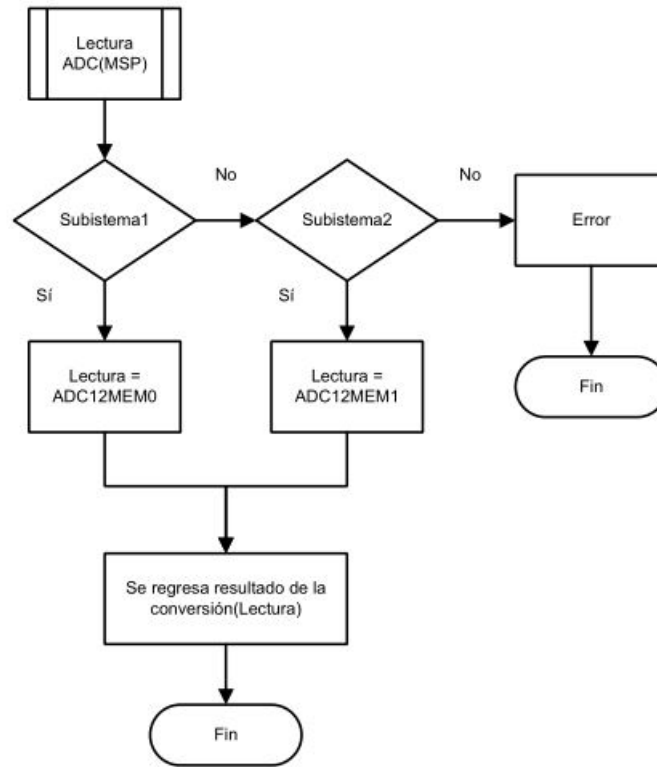 Lectura
ADC(MSP)
No
No
Subistema1
Subistema2
Error
Sí
Sí
Lectura =
ADC12MEM0
Lectura =
ADC12MEM1
Fin
Se regresa resultado de la
conversión(Lectura)
Fin